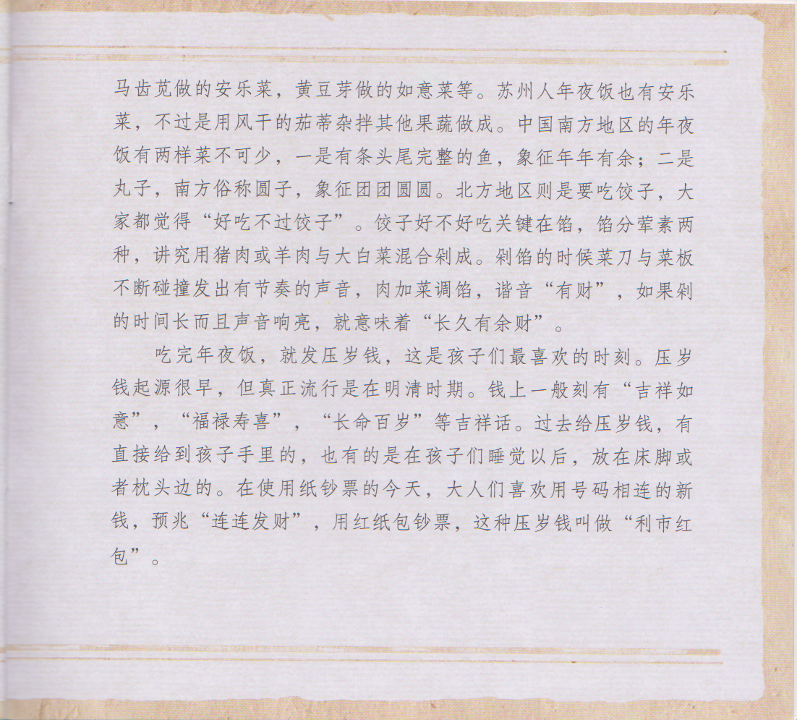 马齿苋做的安乐菜，黄豆芽做的如意菜等。苏州人年夜饭也有安乐
菜，不过是用风干的茄蒂杂拌其他果蔬做成。中国南方地区的年夜
饭有两样菜不可少，一是有条头尾完整的鱼，象征年年有余；二是
丸子，南方俗称圆子，象征团团圆圆。北方地区则是要吃饺子，大
家都觉得“好吃不过饺子”。饺子好不好吃关键在馅，馅分荤素两
种，讲究用猪肉或羊肉与大白菜混合剁成。剁馅的时候菜刀与菜板
不断碰撞发出有节奏的声音，肉加菜调馅，谐音“有财”，如果剁
的时间长而且声音响亮，就意味着“长久有余财”。
吃完年夜饭，就发压岁钱，这是孩子们最喜欢的时刻。压岁
钱起源很早，但真正流行是在明清时期。钱上一般刻有“吉祥如
意”，“福禄寿喜”，“长命百岁”等吉祥话。过去给压岁钱，有
直接给到孩子手里的，也有的是在孩子们睡觉以后，放在床脚或
者枕头边的。在使用纸钞票的今天，大人们喜欢用号码相连的新
钱，预兆“连连发财”，用红纸包钞票，这种压岁钱叫做“利市红
包”。